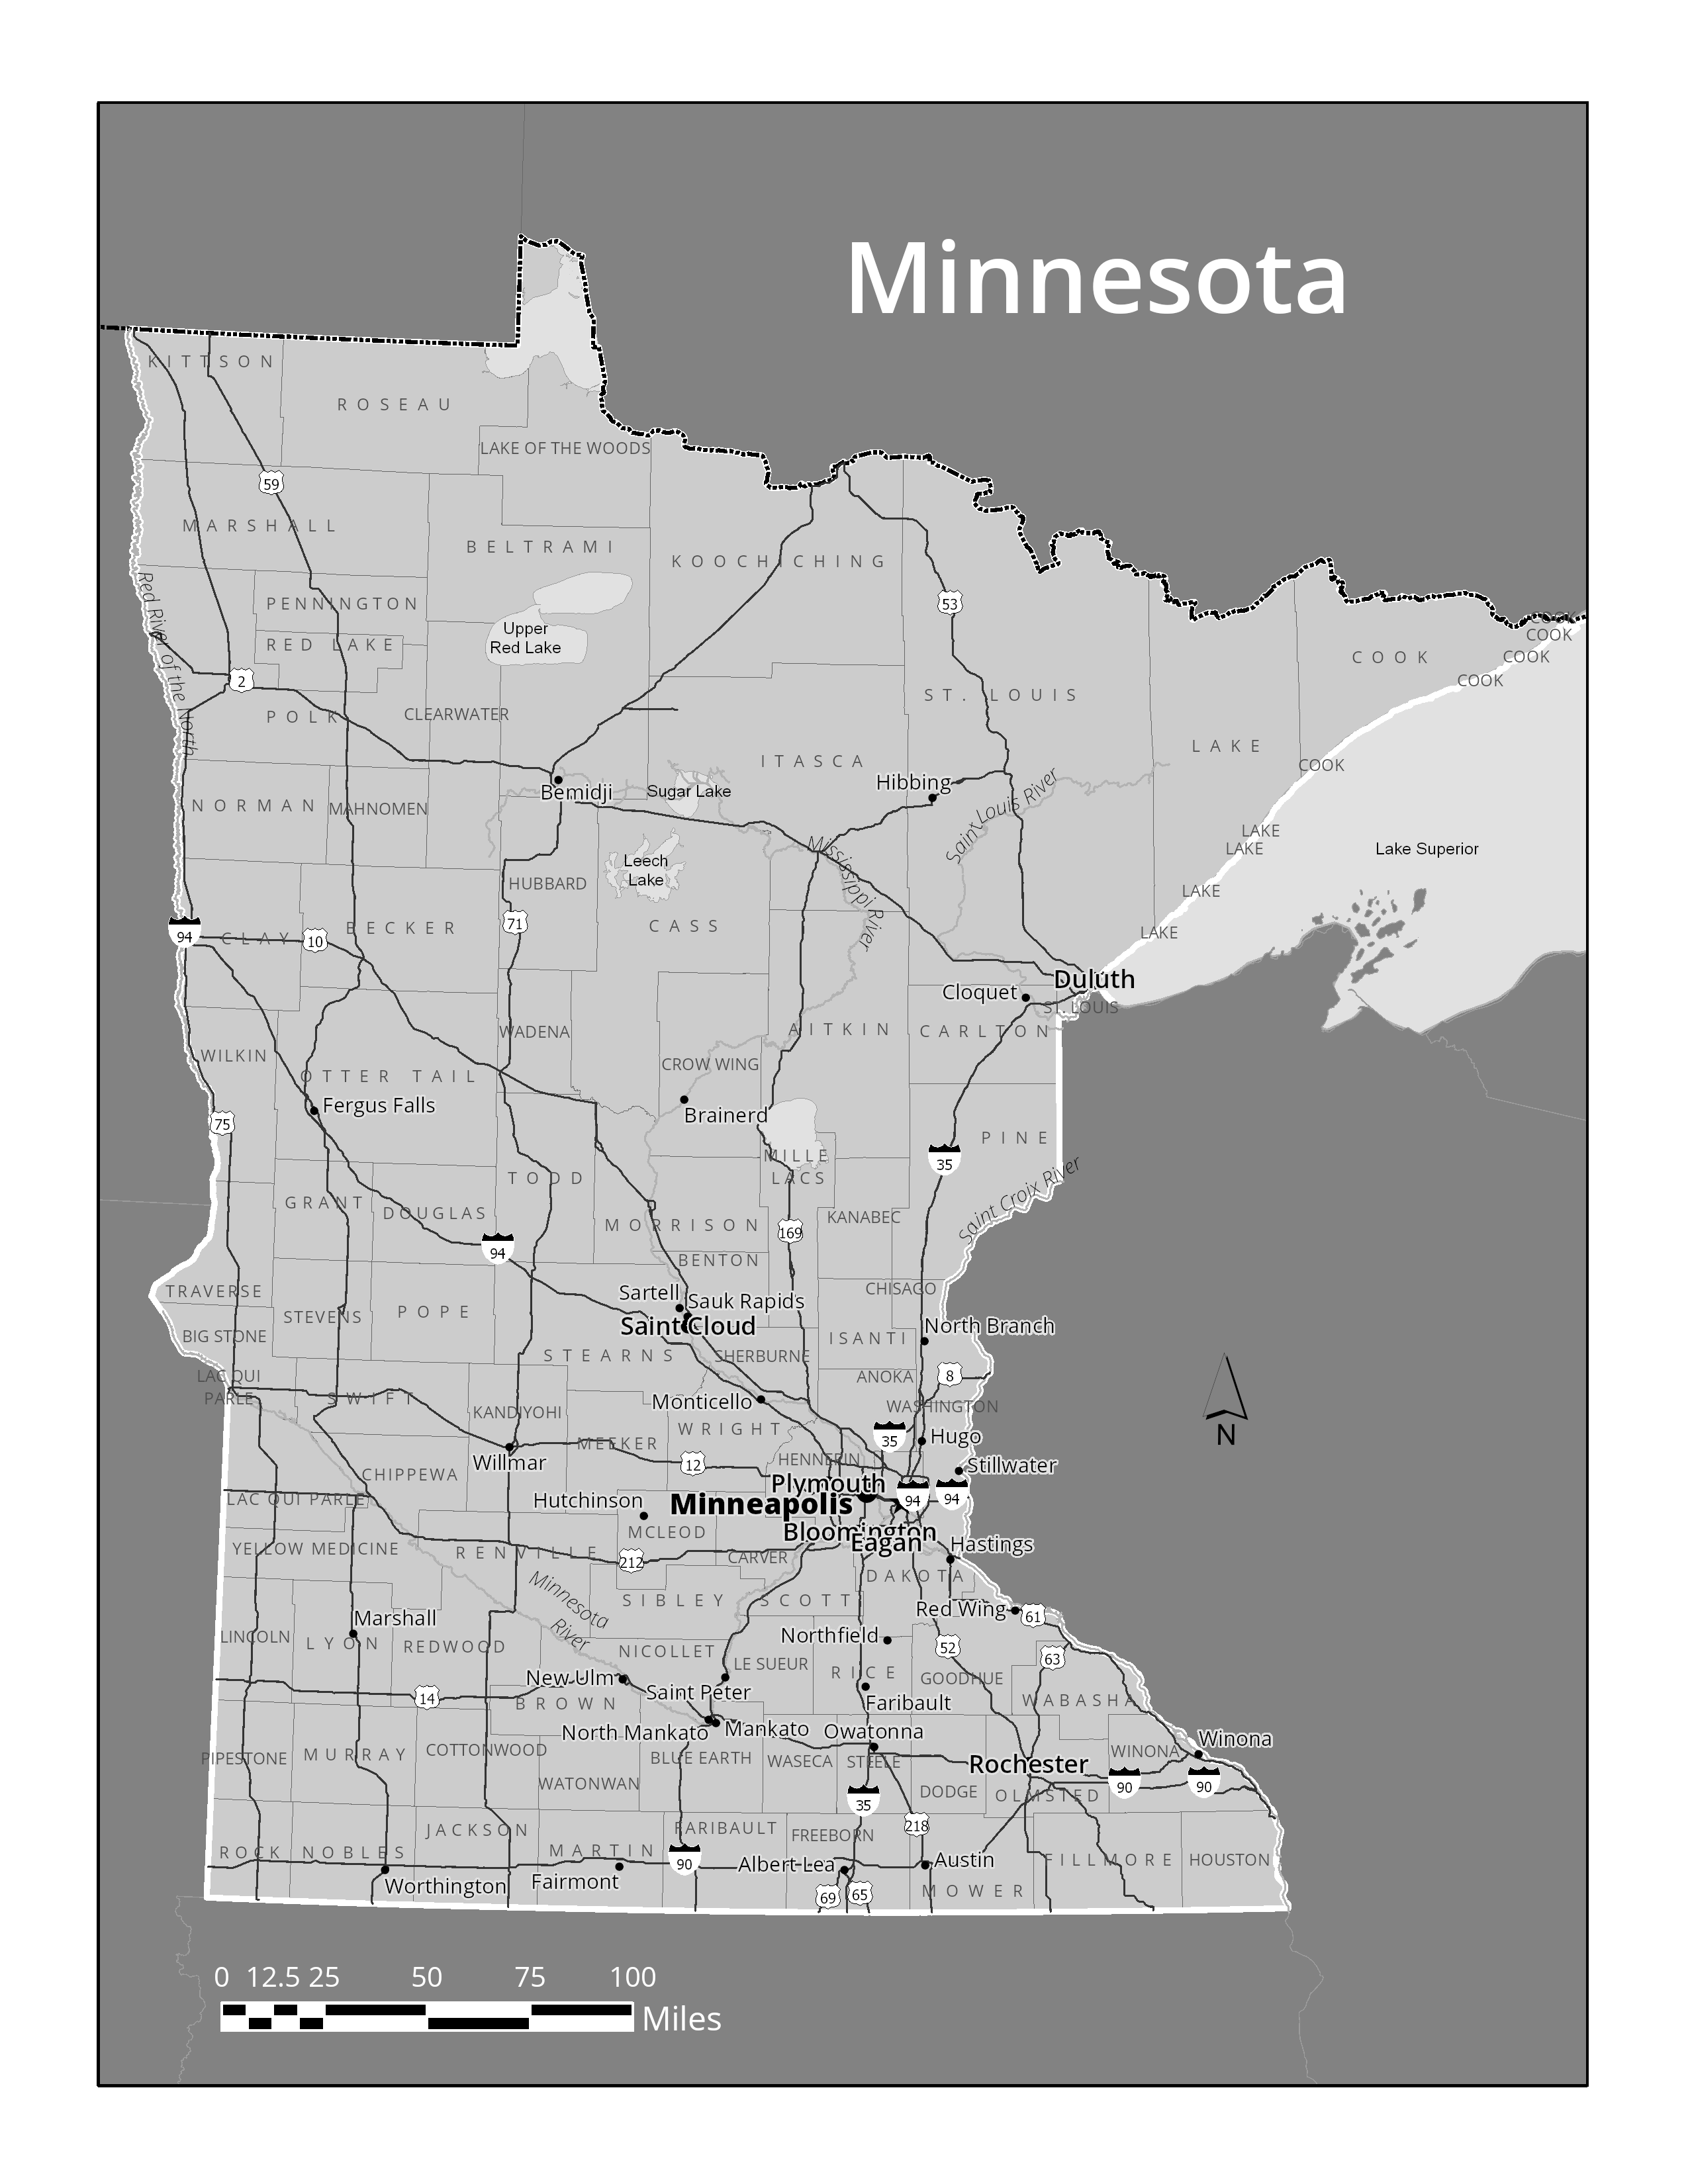 Minnesota
KITTSON
ROSEAU
LAKE OF THE WOODS
59
MARSHALL
BELTRAMI
KOOCHICHING
53
Red River of the North
PENNINGTON
RED LAKE
Upper
Red Lake
COOK
COOK
COOK
COOK
COOK
2
POLK
CLEARWATER
ST. LOUIS
LAKE
ITASCA
COOK
Hibbing
Bemidji
Sugar Lake
NORMAN
MAHNOMEN
Saint Louis River
Mississippi River
LAKE
LAKE
Lake Superior
Leech
Lake
HUBBARD
LAKE
94
CLAY
10
BECKER
71
CASS
LAKE
Duluth
Cloquet
ST. LOUIS
WADENA
AITKIN
CARLTON
WILKIN
CROW WING
OTTER TAIL
Fergus Falls
Brainerd
75
PINE
MILLE
LACS
35
TODD
Saint Croix River
GRANT
DOUGLAS
MORRISON
169
KANABEC
94
BENTON
TRAVERSE
CHISAGO
Sartell
Sauk Rapids
STEVENS
POPE
Saint Cloud
North Branch
BIG STONE
ISANTI
STEARNS
SHERBURNE
LAC QUI
PARLE
ANOKA
8
SWIFT
Monticello
WASHINGTON
KANDIYOHI
WRIGHT
35
Hugo
N
MEEKER
Willmar
12
HENNEPIN
Stillwater
CHIPPEWA
Plymouth
LAC QUI PARLE
Hutchinson
Minneapolis
94
94
MCLEOD
Bloomington
Eagan
Hastings
YELLOW MEDICINE
RENVILLE
212
CARVER
DAKOTA
Minnesota
River
SIBLEY
SCOTT
Red Wing
61
Marshall
LINCOLN
LYON
REDWOOD
NICOLLET
Northfield
52
LE SUEUR
RICE
63
GOODHUE
New Ulm
Saint Peter
14
BROWN
Faribault
WABASHA
North Mankato
Mankato
Owatonna
Winona
PIPESTONE
MURRAY
COTTONWOOD
BLUE EARTH
WASECA
STEELE
Rochester
WINONA
WATONWAN
DODGE
OLMSTED
90
90
35
218
JACKSON
FARIBAULT
FREEBORN
ROCK
NOBLES
MARTIN
90
Albert Lea
Austin
FILLMORE
HOUSTON
Worthington
Fairmont
69
65
MOWER
0 12.5 25 50 75 100
Miles